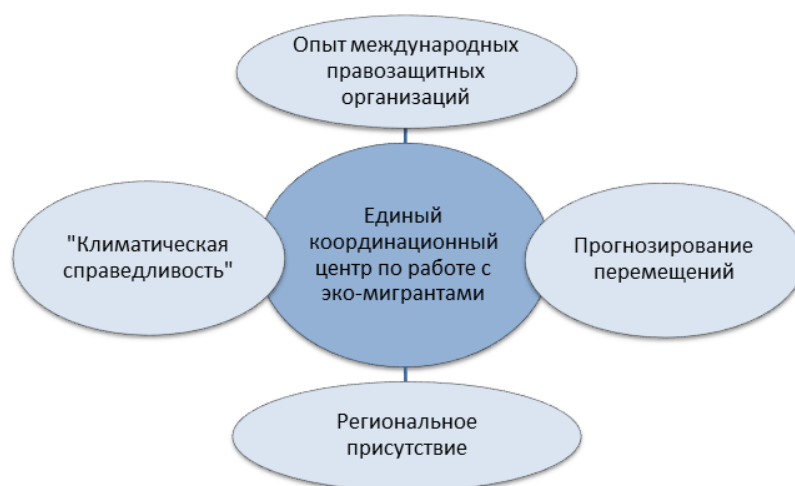 Опыт международных
правозащитных
организаций
"Климатическая
справедливость"
Единый
координационный
центр по работе с
эко-мигрантами
Прогнозирование
перемещений
Региональное
присутствие